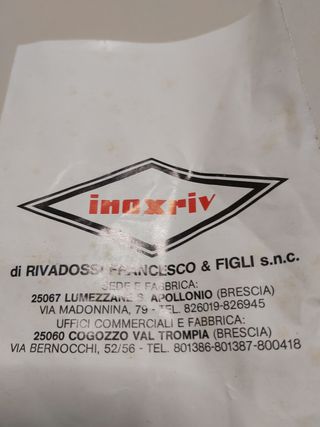 inoxriv
di RIVADOSSI FRANCESCO & FIGLI s.n.c.
SEDE E FABBRICA:
25067 LUMEZZANE S. APOLLONIO (BRESCIA)
VIA MADONNINA, 79 - TEL. 826019-826945
UFFICI COMMERCIALI E FABBRICA:
25060 COGOZZO VAL TROMPIA (BRESCIA)
VIA BERNOCCHI, 52/56 - TEL. 801386-801387-800418